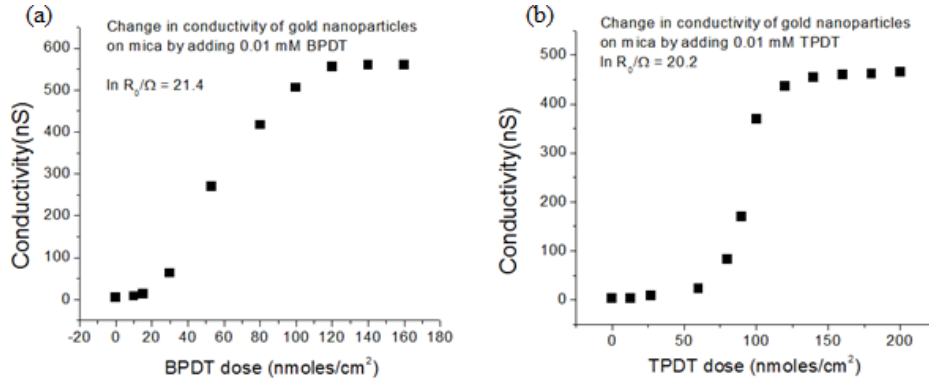 (a)
Change in conductivity of gold nanoparticles
on mica by adding 0.01 mM BPDT
ln R₀/Ω = 21.4
Conductivity(nS)
600
500
400
300
200
100
0
-20 0 20 40 60 80 100 120 140 160 180
BPDT dose (nmoles/cm²)
(b)
Change in conductivity of gold nanoparticles
on mica by adding 0.01 mM TPDT
ln R₀/Ω = 20.2
Conductivity(nS)
500
400
300
200
100
0
0 50 100 150 200
TPDT dose (nmoles/cm²)